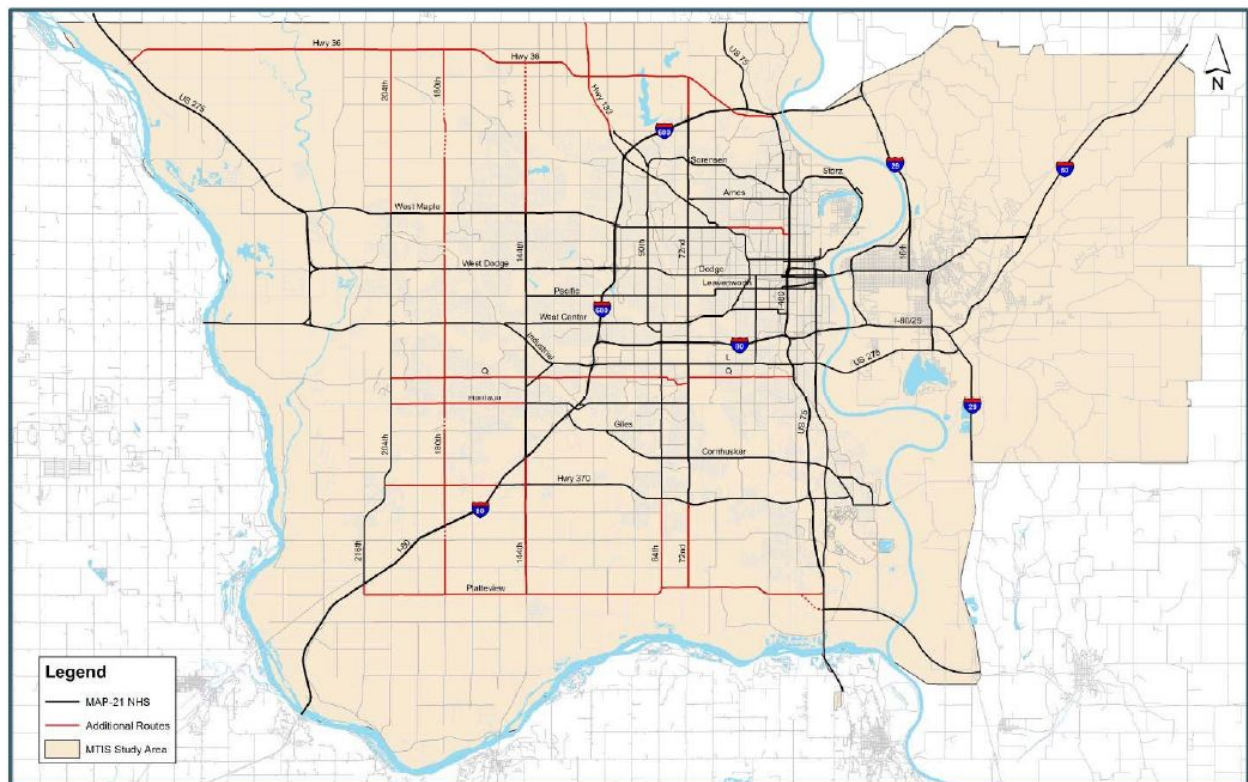 N
Hwy 36
Hwy 36
US 75
US 275
204th
180th
Hwy 133
680
29
80
Sorensen
Ames
Storz
West Maple
144th
90th
72nd
16th
West Dodge
Dodge
Leavenworth
Pacific
I-480
680
West Center
Industrial
I-80/29
80
US 275
L
Q
Q
Harrison
29
Giles
US 75
204th
180th
Cornhusker
Hwy 370
80
I-80
216th
144th
84th
72nd
Platteview
Legend
MAP-21 NHS
Additional Routes
MTIS Study Area